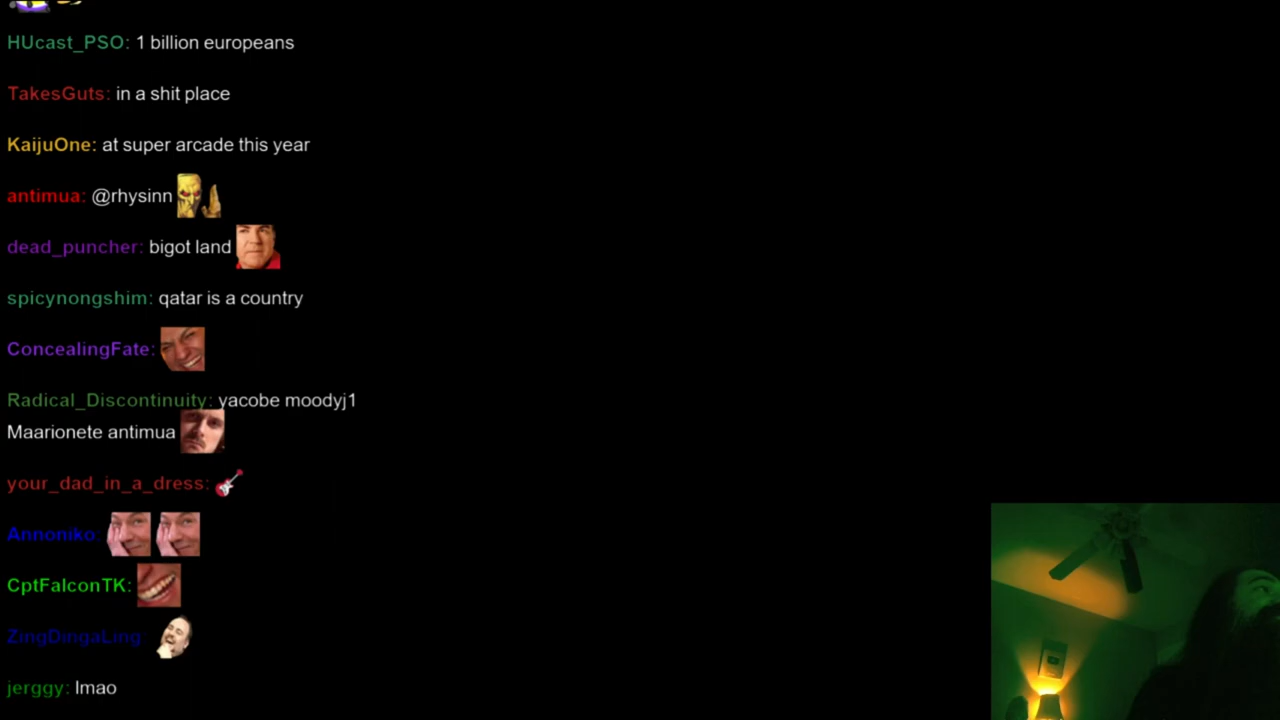 HUcast_PSO: 1 billion europeans
TakesGuts: in a shit place
KaijuOne: at super arcade this year
antimua: @rhysinn
dead_puncher: bigot land
spicynongshim: qatar is a country
ConcealingFate:
Radical_Discontinuity: yacobe moodyj1
Maarionete antimua
your_dad_in_a_dress:
Annoniko:
CptFalconTK:
ZingDingaLing:
jerggy: lmao